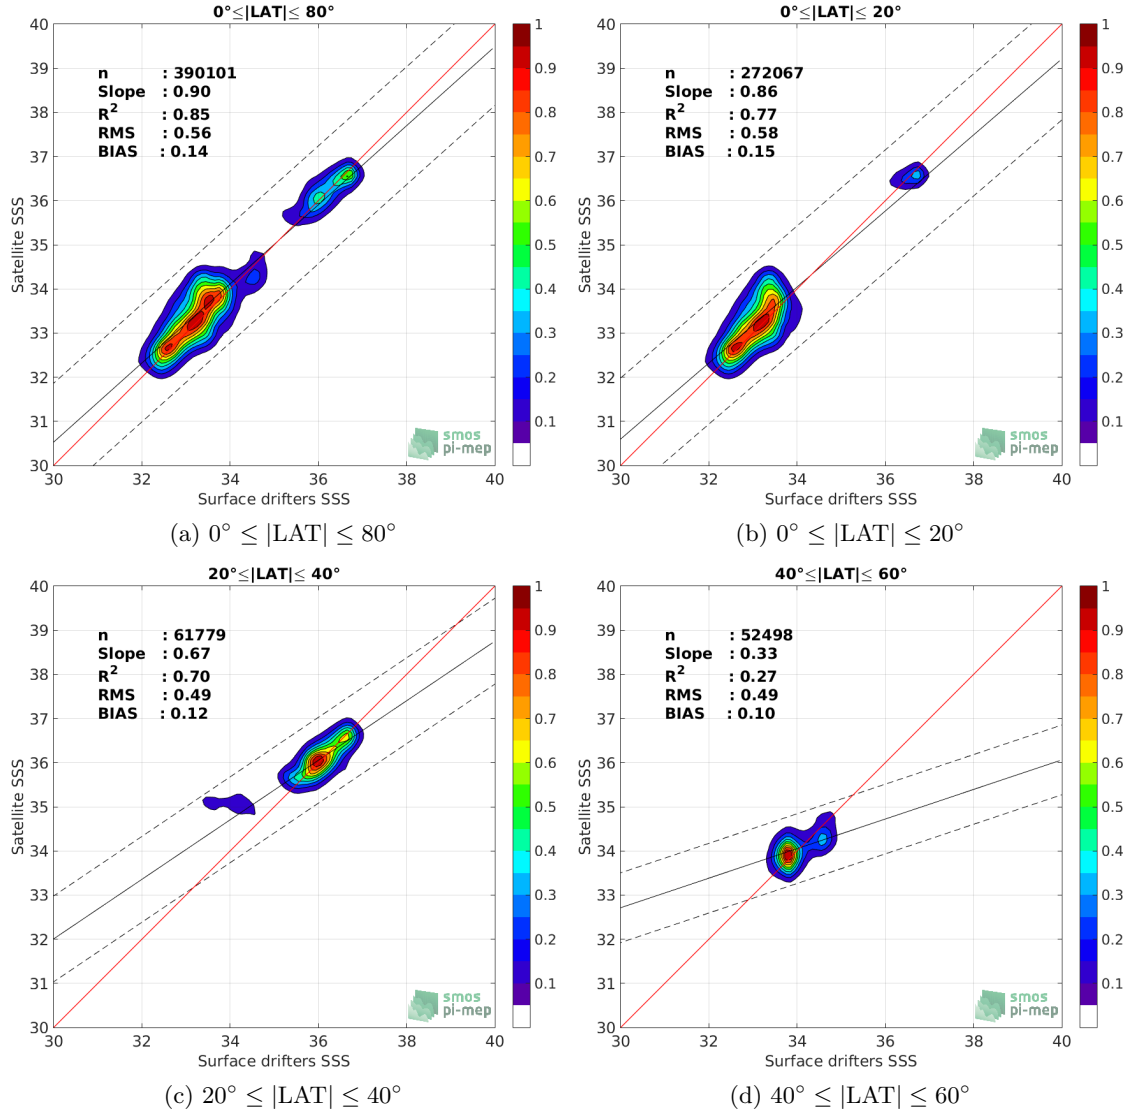 0°≤|LAT|≤ 80°
40
39
38
37
36
35
34
33
32
31
30
Satellite SSS
n : 390101
Slope : 0.90
R² : 0.85
RMS : 0.56
BIAS : 0.14
smos
pi-mep
30 32 34 36 38 40
Surface drifters SSS
1
0.9
0.8
0.7
0.6
0.5
0.4
0.3
0.2
0.1
(a) 0° ≤ |LAT| ≤ 80°
0°≤|LAT|≤ 20°
40
39
38
37
36
35
34
33
32
31
30
Satellite SSS
n : 272067
Slope : 0.86
R² : 0.77
RMS : 0.58
BIAS : 0.15
smos
pi-mep
30 32 34 36 38 40
Surface drifters SSS
1
0.9
0.8
0.7
0.6
0.5
0.4
0.3
0.2
0.1
(b) 0° ≤ |LAT| ≤ 20°
20°≤|LAT|≤ 40°
40
39
38
37
36
35
34
33
32
31
30
Satellite SSS
n : 61779
Slope : 0.67
R² : 0.70
RMS : 0.49
BIAS : 0.12
smos
pi-mep
30 32 34 36 38 40
Surface drifters SSS
1
0.9
0.8
0.7
0.6
0.5
0.4
0.3
0.2
0.1
(c) 20° ≤ |LAT| ≤ 40°
40°≤|LAT|≤ 60°
40
39
38
37
36
35
34
33
32
31
30
Satellite SSS
n : 52498
Slope : 0.33
R² : 0.27
RMS : 0.49
BIAS : 0.10
smos
pi-mep
30 32 34 36 38 40
Surface drifters SSS
1
0.9
0.8
0.7
0.6
0.5
0.4
0.3
0.2
0.1
(d) 40° ≤ |LAT| ≤ 60°